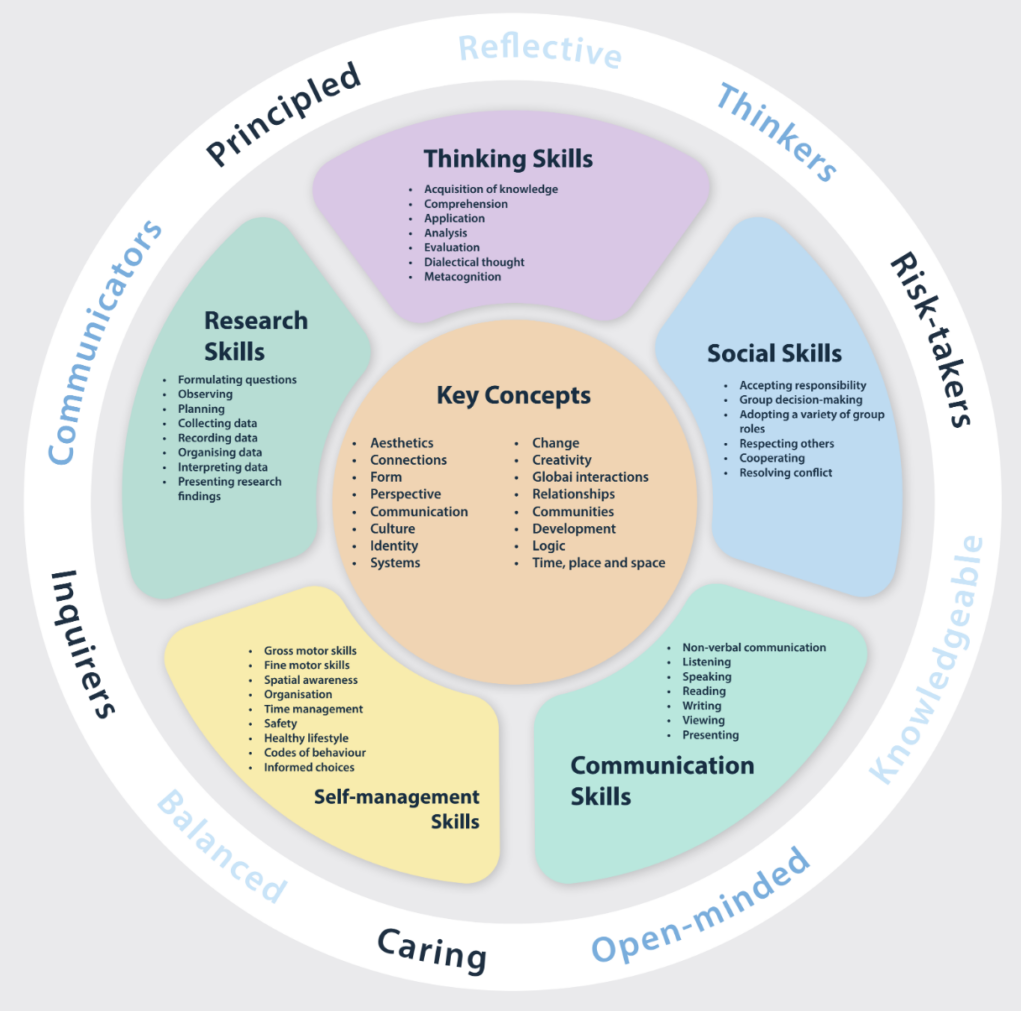 Reflective
Thinkers
Risk-takers
Knowledgeable
Open-minded
Caring
Balanced
Inquirers
Communicators
Principled
Thinking Skills
• Acquisition of knowledge
• Comprehension
• Application
• Analysis
• Evaluation
• Dialectical thought
• Metacognition
Social Skills
• Accepting responsibility
• Group decision-making
• Adopting a variety of group
roles
• Respecting others
• Cooperating
• Resolving conflict
• Non-verbal communication
• Listening
• Speaking
• Reading
• Writing
• Viewing
• Presenting
Communication
Skills
• Gross motor skills
• Fine motor skills
• Spatial awareness
• Organisation
• Time management
• Safety
• Healthy lifestyle
• Codes of behaviour
• Informed choices
Self-management
Skills
Research
Skills
• Formulating questions
• Observing
• Planning
• Collecting data
• Recording data
• Organising data
• Interpreting data
• Presenting research
findings
Key Concepts
• Aesthetics
• Connections
• Form
• Perspective
• Communication
• Culture
• Identity
• Systems
• Change
• Creativity
• Global interactions
• Relationships
• Communities
• Development
• Logic
• Time, place and space